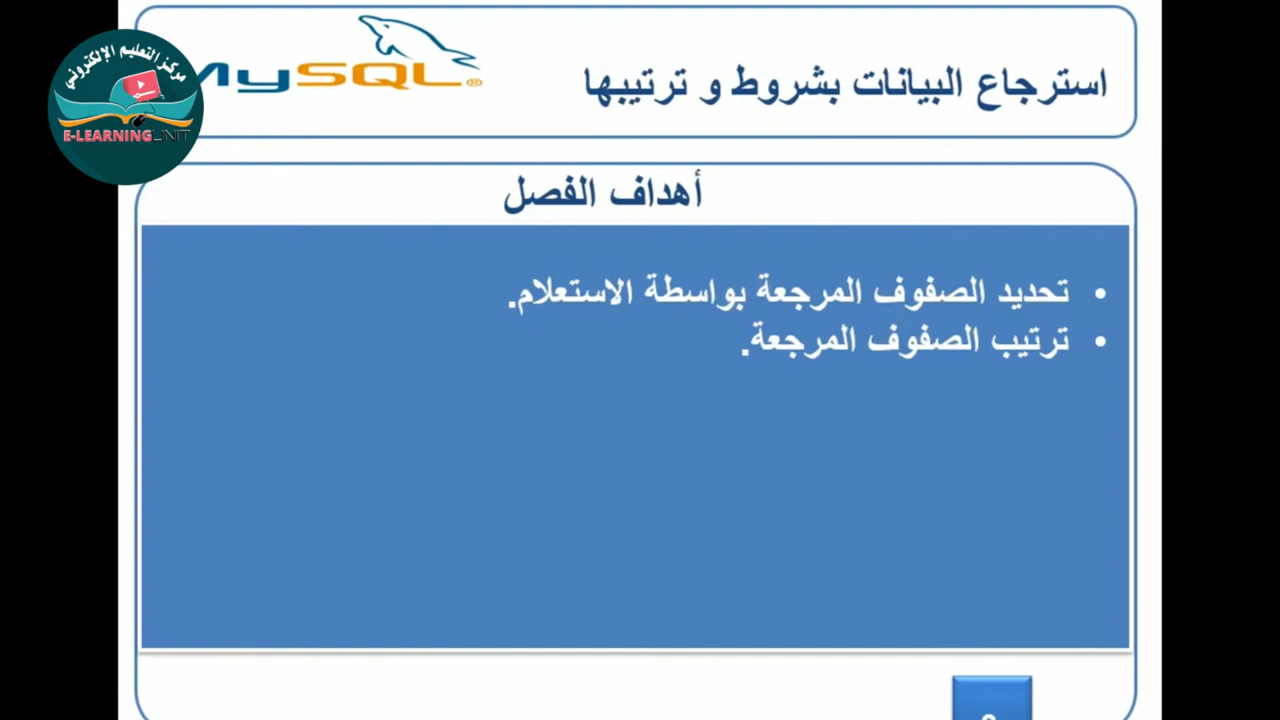 مركز التعليم الإلكتروني
E-LEARNING UNIT
MySQL®
استرجاع البيانات بشروط و ترتيبها
أهداف الفصل
• تحديد الصفوف المرجعة بواسطة الاستعلام.
• ترتيب الصفوف المرجعة.